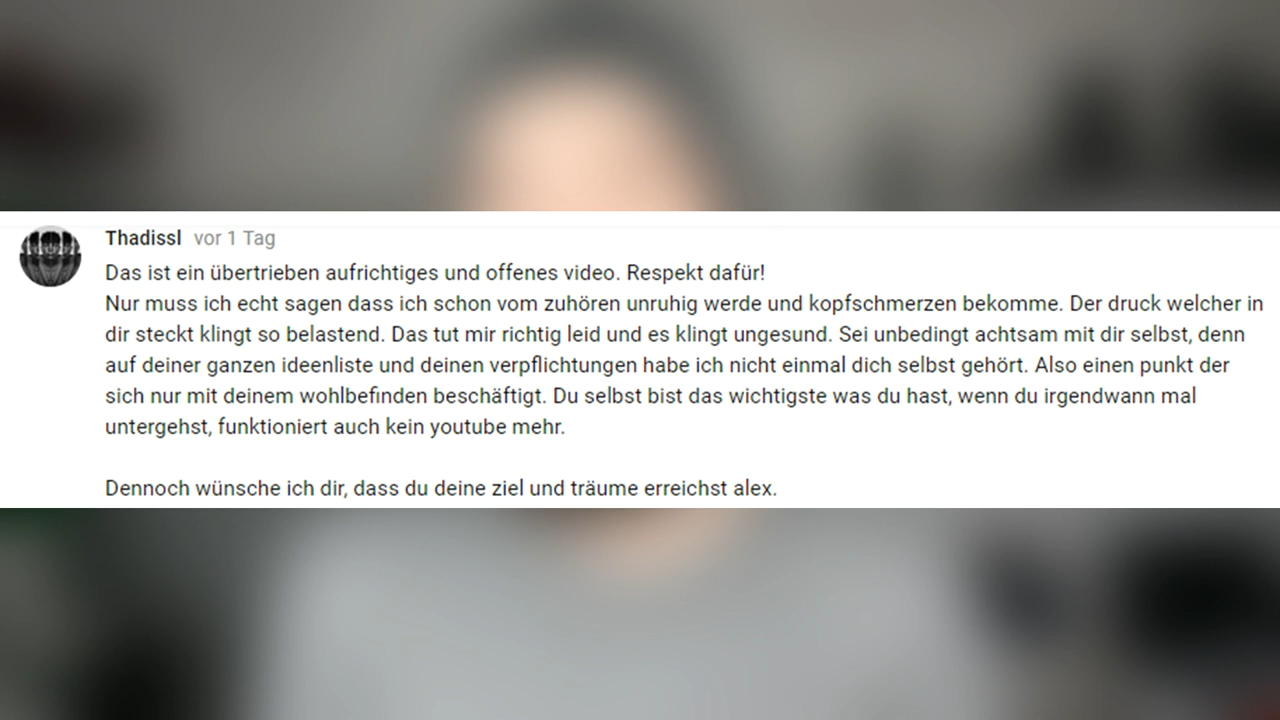 Thadissl vor 1 Tag
Das ist ein übertrieben aufrichtiges und offenes video. Respekt dafür!
Nur muss ich echt sagen dass ich schon vom zuhören unruhig werde und kopfschmerzen bekomme. Der druck welcher in
dir steckt klingt so belastend. Das tut mir richtig leid und es klingt ungesund. Sei unbedingt achtsam mit dir selbst, denn
auf deiner ganzen ideenliste und deinen verpflichtungen habe ich nicht einmal dich selbst gehört. Also einen punkt der
sich nur mit deinem wohlbefinden beschäftigt. Du selbst bist das wichtigste was du hast, wenn du irgendwann mal
untergehst, funktioniert auch kein youtube mehr.
Dennoch wünsche ich dir, dass du deine ziel und träume erreichst alex.